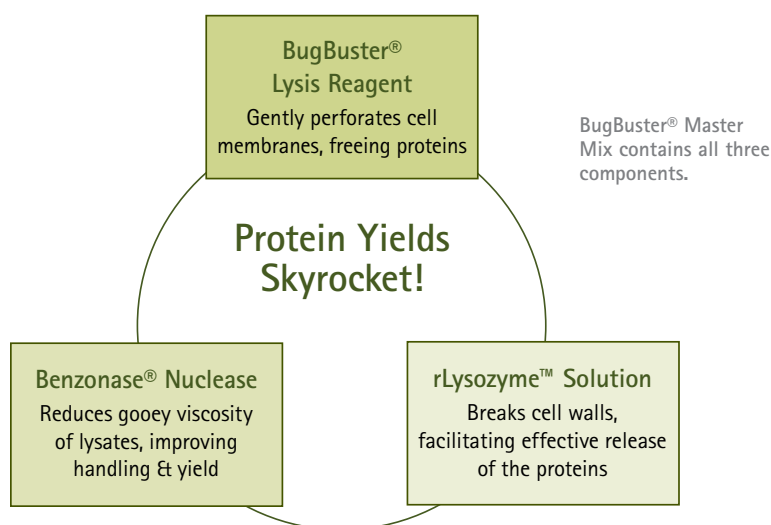 BugBuster®
Lysis Reagent
Gently perforates cell
membranes, freeing proteins
BugBuster® Master
Mix contains all three
components.
Protein Yields
Skyrocket!
Benzonase® Nuclease
Reduces gooey viscosity
of lysates, improving
handling & yield
rLysozyme™ Solution
Breaks cell walls,
facilitating effective release
of the proteins